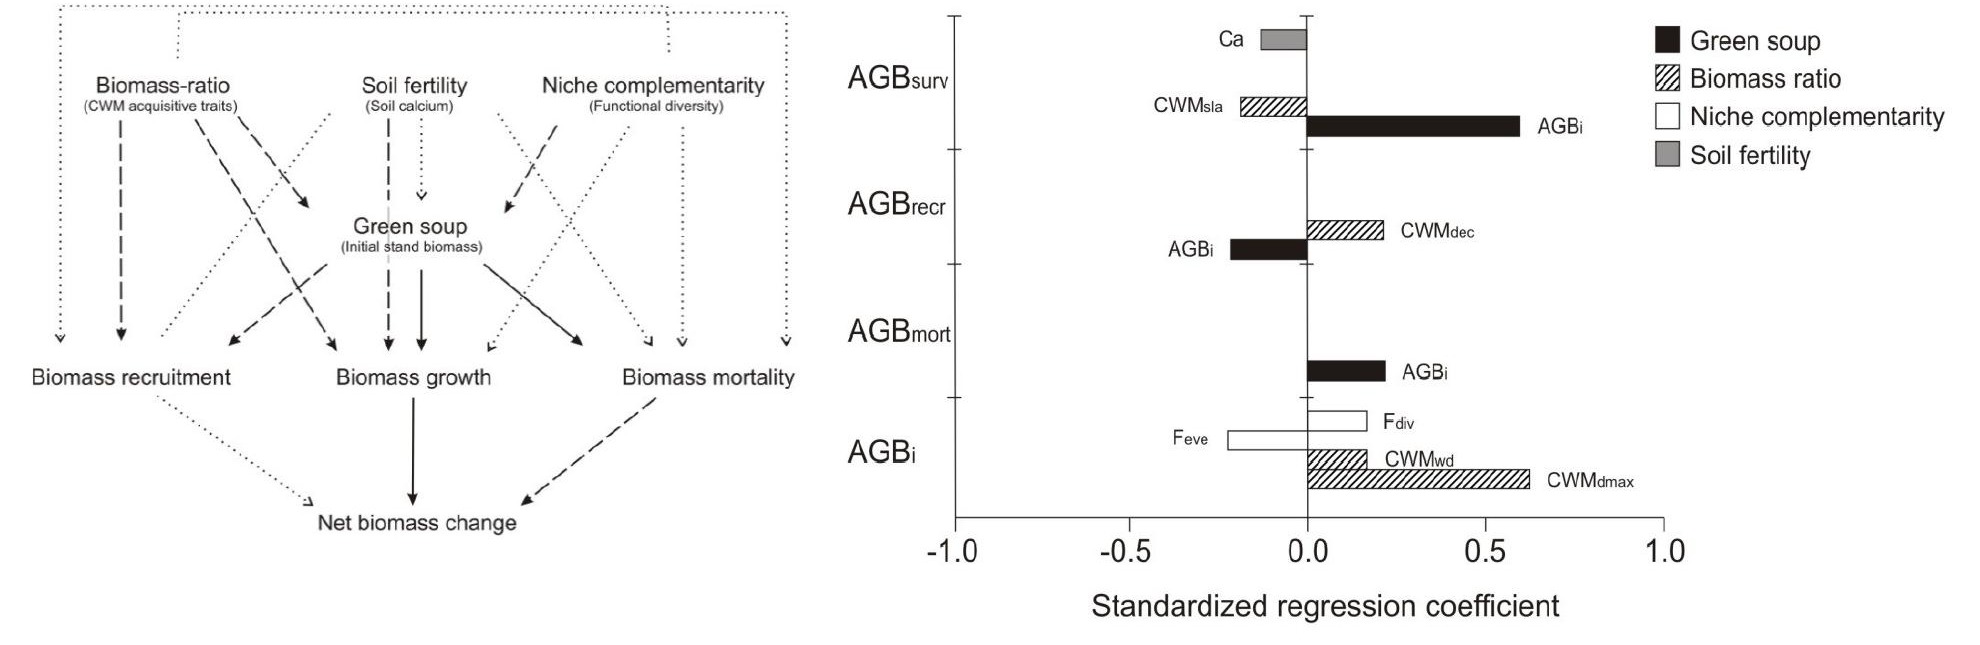 Biomass-ratio
(CWM acquisitive traits)
Soil fertility
(Soil calcium)
Niche complementarity
(Functional diversity)
Green soup
(Initial stand biomass)
Biomass recruitment
Biomass growth
Biomass mortality
Net biomass change
AGBsurv
Ca
CWMsla
AGBi
AGBrecr
CWMdec
AGBi
AGBmort
AGBi
AGBi
Fdiv
Feve
CWMwd
CWMdmax
-1.0 -0.5 0.0 0.5 1.0
Standardized regression coefficient
Green soup
Biomass ratio
Niche complementarity
Soil fertility